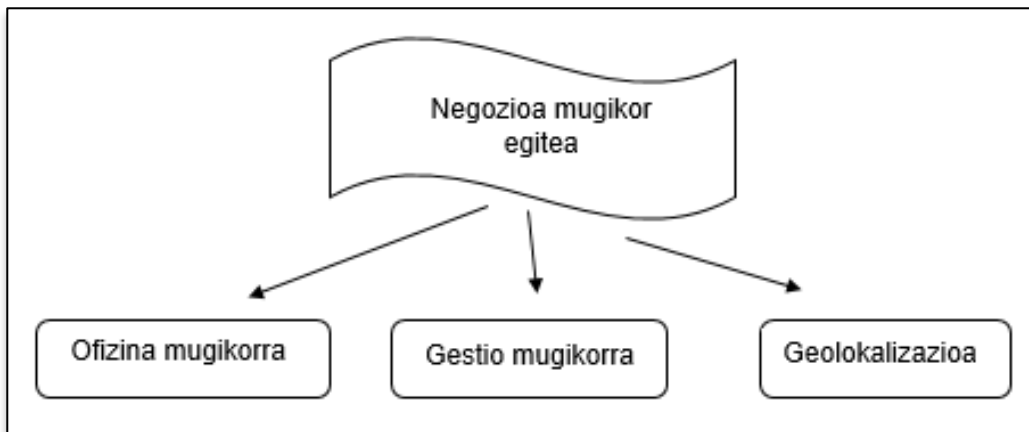 Negozioa mugikor
egitea
Ofizina mugikorra
Gestio mugikorra
Geolokalizazioa